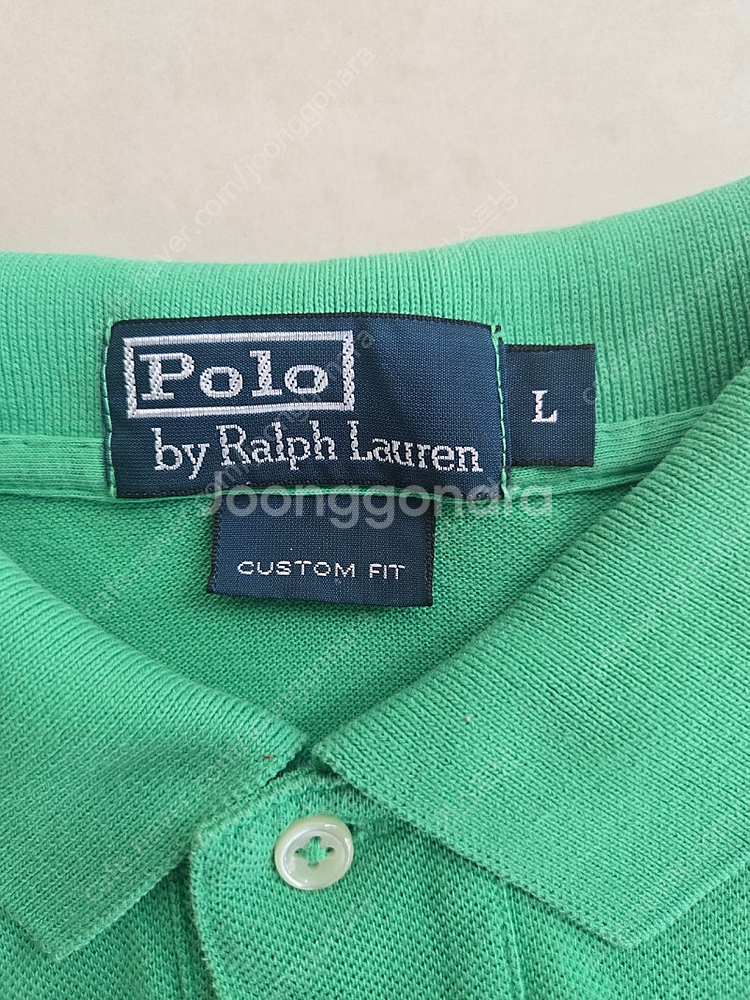 Polo
by Ralph Lauren
L
Joonggonara
CUSTOM FIT